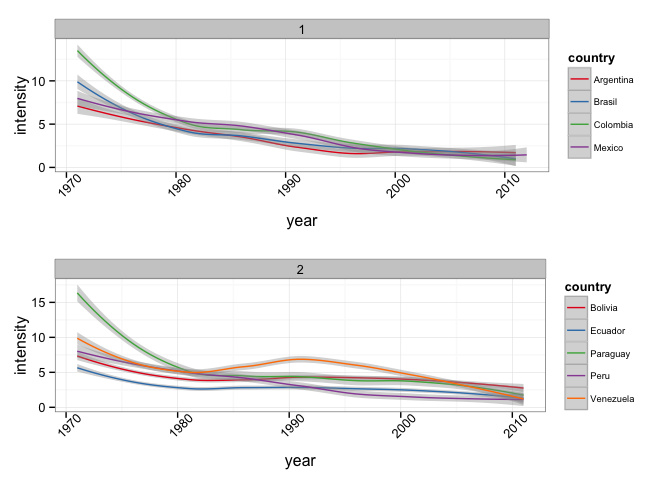 1
intensity
10
5
0
1970
1980
1990
2000
2010
year
country
Argentina
Brasil
Colombia
Mexico
2
intensity
15
10
5
0
1970
1980
1990
2000
2010
year
country
Bolivia
Ecuador
Paraguay
Peru
Venezuela